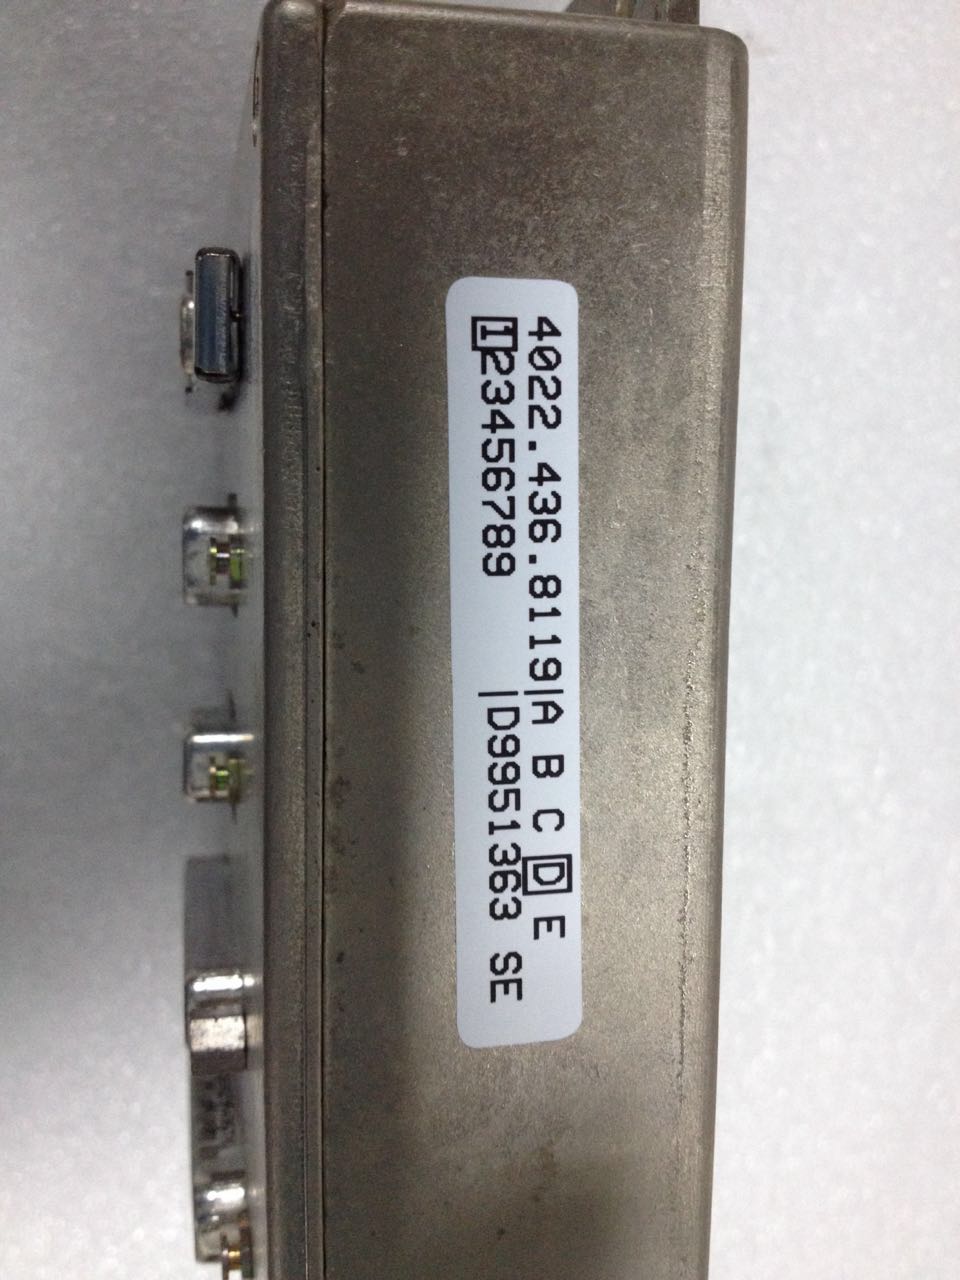 4022.436.8119|A B C D E
123456789 |D9951363 SE